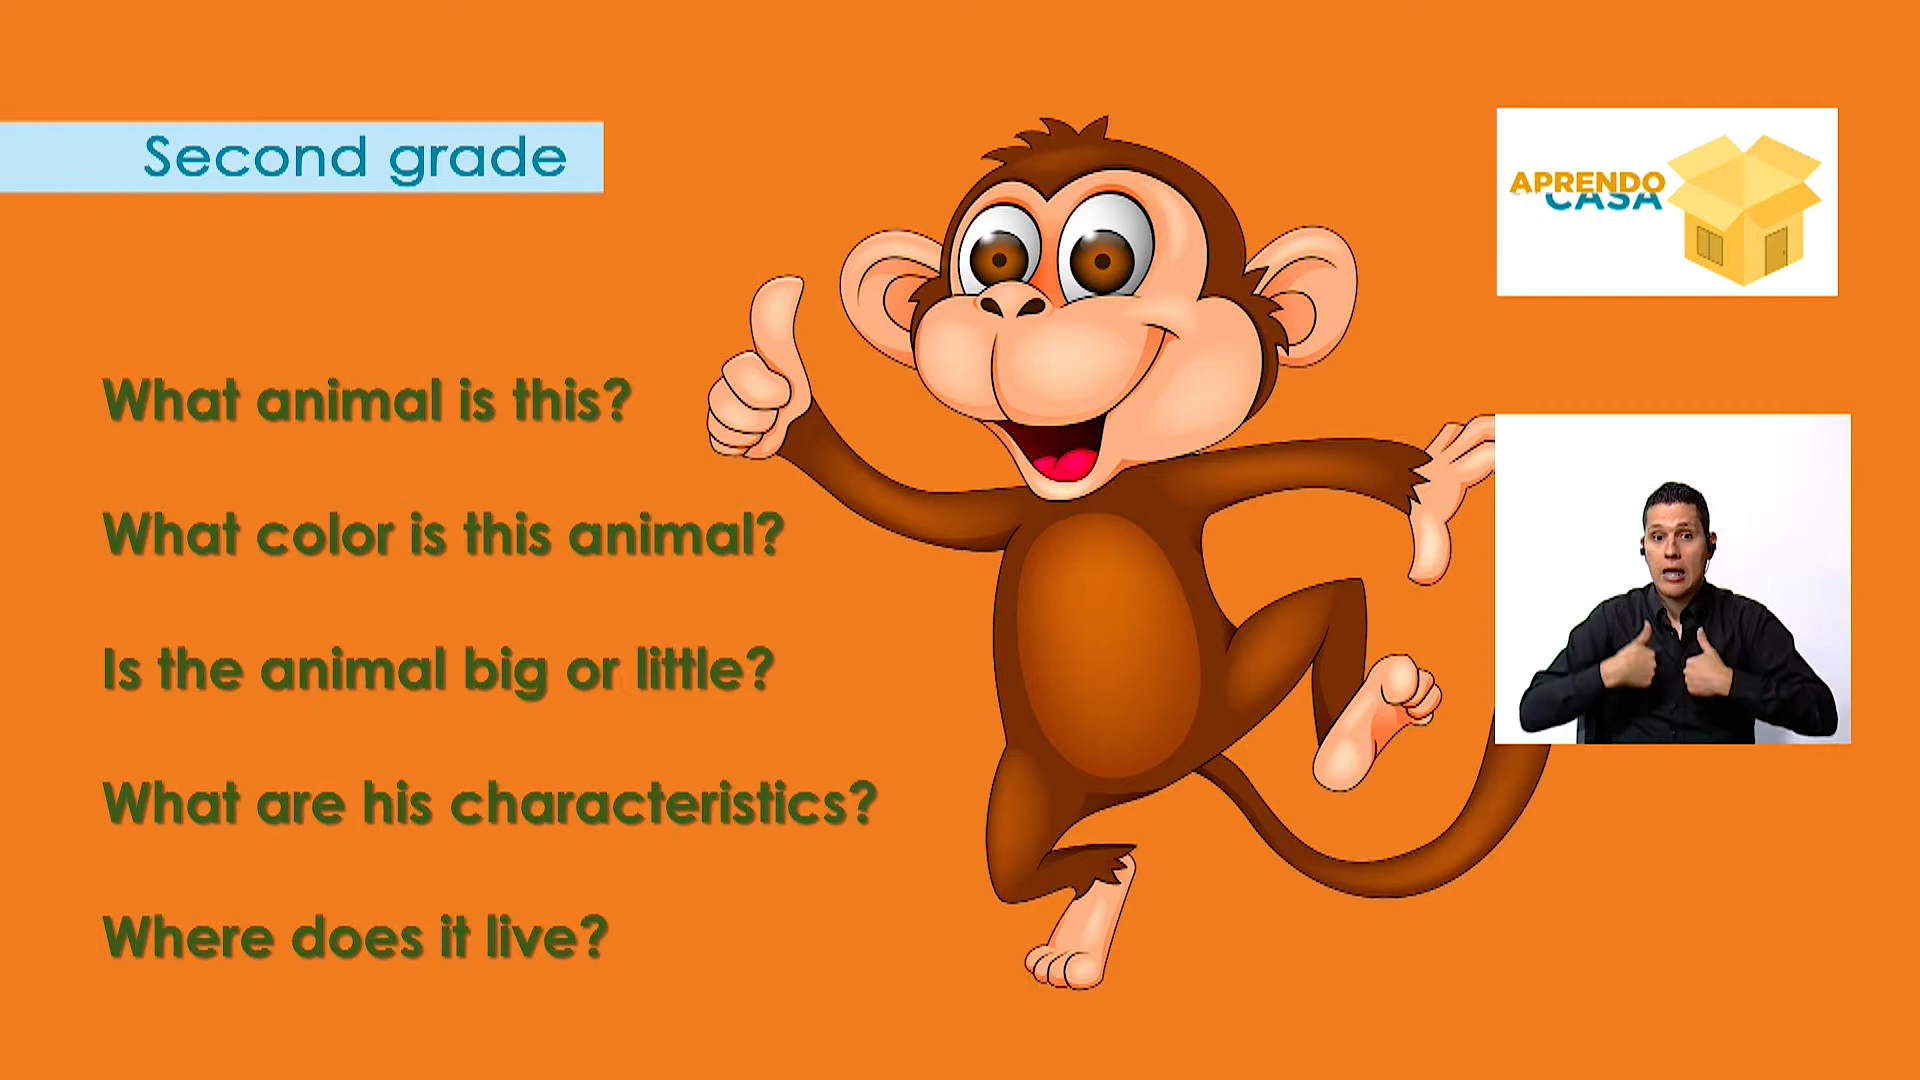 Second grade
APRENDO
CASA
What animal is this?
What color is this animal?
Is the animal big or little?
What are his characteristics?
Where does it live?